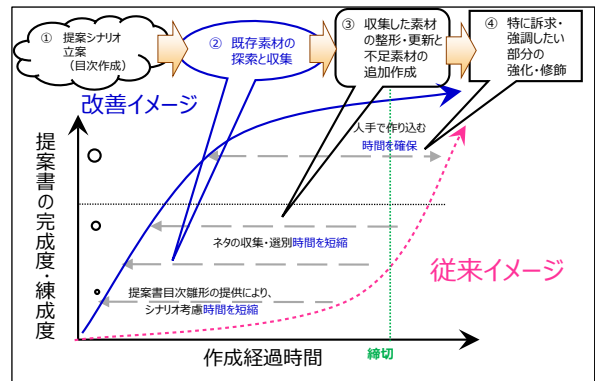 ① 提案シナリオ
立案
(目次作成)
② 既存素材の
探索と収集
③ 収集した素材
の整形・更新と
不足素材の
追加作成
④ 特に訴求・
強調したい
部分の
強化・修飾
改善イメージ
人手で作り込む
時間を確保
提案書の完成度・練成度
ネタの収集・選別時間を短縮
従来イメージ
提案書目次雛形の提供により、
シナリオ考慮時間を短縮
作成経過時間
締切